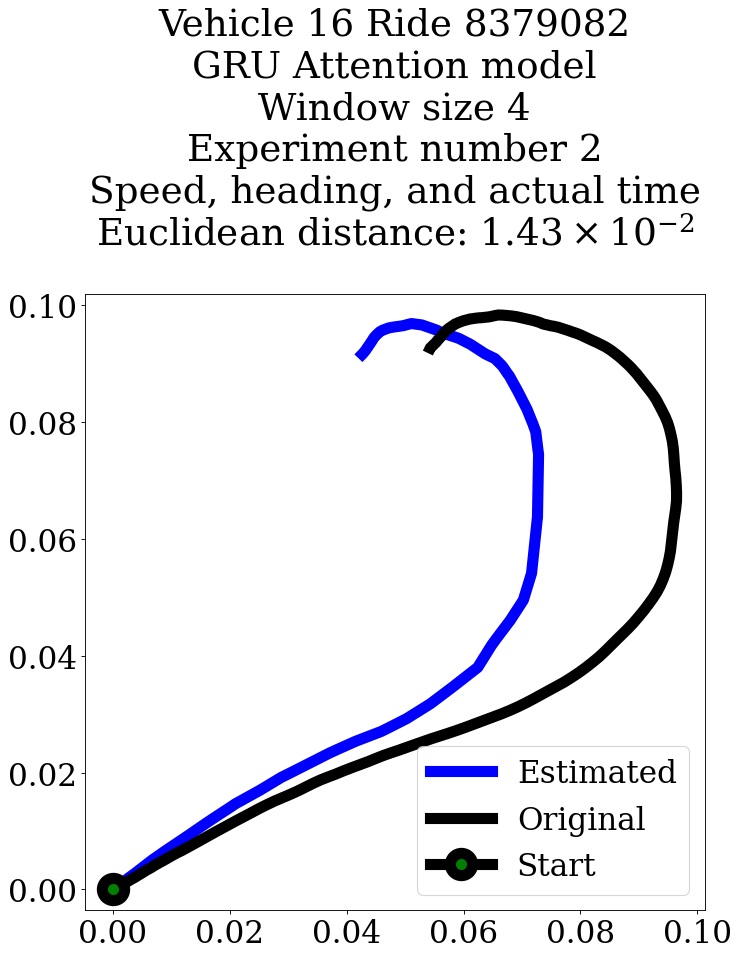 Vehicle 16 Ride 8379082
GRU Attention model
Window size 4
Experiment number 2
Speed, heading, and actual time
Euclidean distance: 1.43 × 10⁻²
0.10
0.08
0.06
0.04
0.02
0.00
Estimated
Original
Start
0.00 0.02 0.04 0.06 0.08 0.10